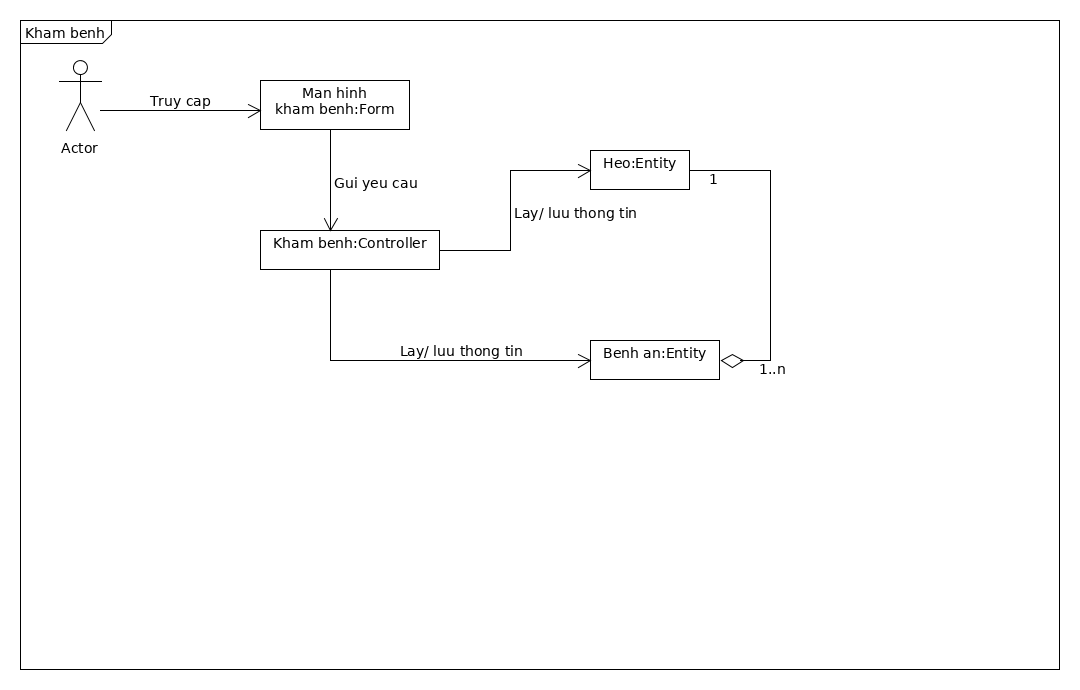 Kham benh
Actor
Truy cap
Man hinh
kham benh:Form
Gui yeu cau
Kham benh:Controller
Lay/ luu thong tin
Heo:Entity
1
Lay/ luu thong tin
Benh an:Entity
1..n